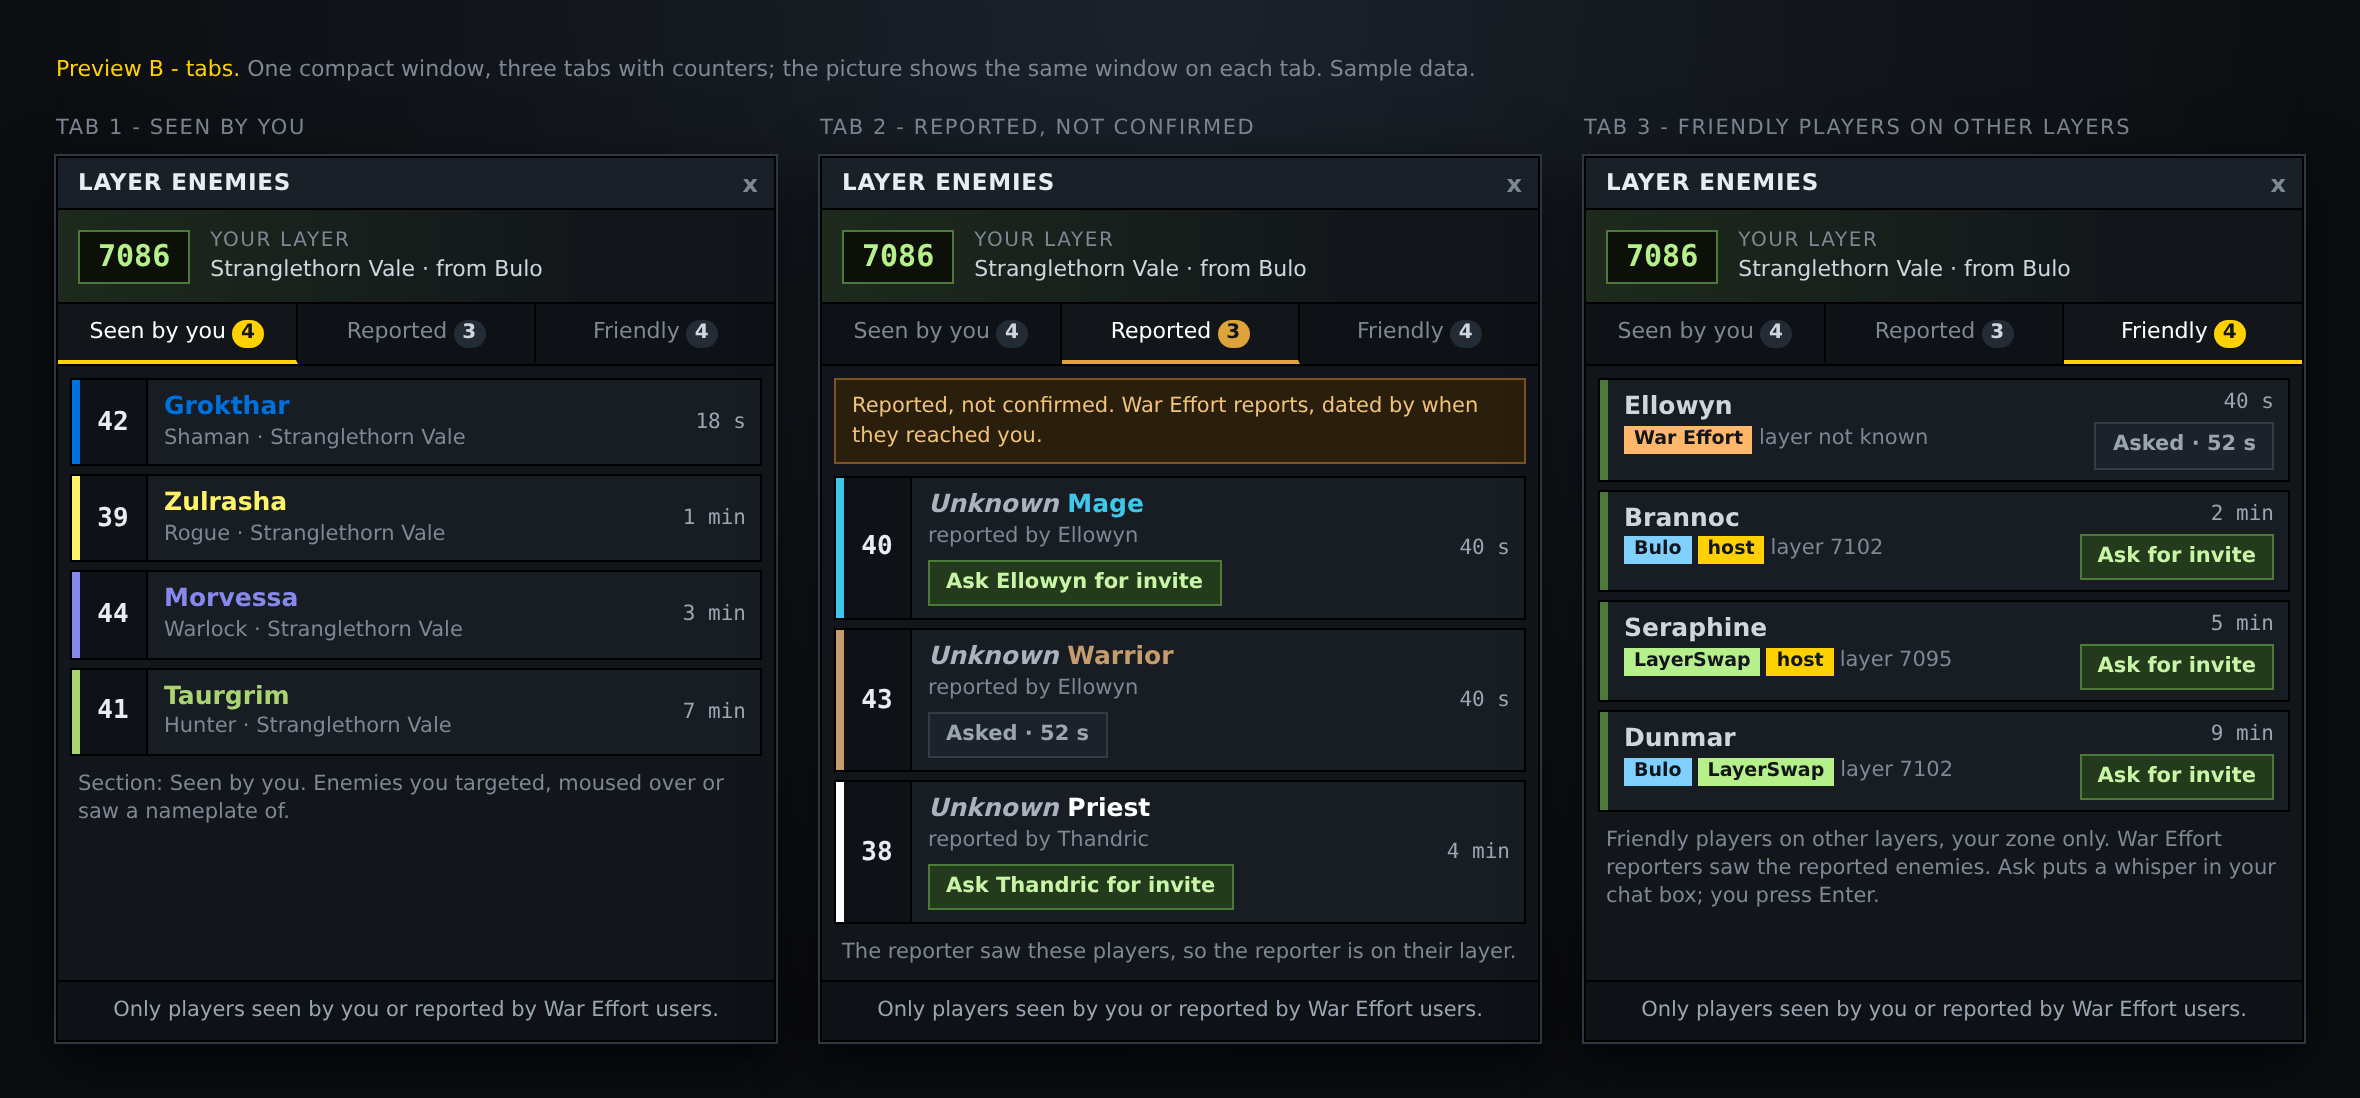 Preview B - tabs. One compact window, three tabs with counters; the picture shows the same window on each tab. Sample data.
TAB 1 - SEEN BY YOU
LAYER ENEMIES x
7086
YOUR LAYER
Stranglethorn Vale · from Bulo
Seen by you 4 Reported 3 Friendly 4
42
Grokthar
Shaman · Stranglethorn Vale
18 s
39
Zulrasha
Rogue · Stranglethorn Vale
1 min
44
Morvessa
Warlock · Stranglethorn Vale
3 min
41
Taurgrim
Hunter · Stranglethorn Vale
7 min
Section: Seen by you. Enemies you targeted, moused over or
saw a nameplate of.
Only players seen by you or reported by War Effort users.
TAB 2 - REPORTED, NOT CONFIRMED
LAYER ENEMIES x
7086
YOUR LAYER
Stranglethorn Vale · from Bulo
Seen by you 4 Reported 3 Friendly 4
Reported, not confirmed. War Effort reports, dated by when
they reached you.
40
Unknown Mage
reported by Ellowyn
Ask Ellowyn for invite
40 s
43
Unknown Warrior
reported by Ellowyn
Asked · 52 s
40 s
38
Unknown Priest
reported by Thandric
Ask Thandric for invite
4 min
The reporter saw these players, so the reporter is on their layer.
Only players seen by you or reported by War Effort users.
TAB 3 - FRIENDLY PLAYERS ON OTHER LAYERS
LAYER ENEMIES x
7086
YOUR LAYER
Stranglethorn Vale · from Bulo
Seen by you 4 Reported 3 Friendly 4
Ellowyn
War Effort layer not known
40 s
Asked · 52 s
Brannoc
Bulo host layer 7102
2 min
Ask for invite
Seraphine
LayerSwap host layer 7095
5 min
Ask for invite
Dunmar
Bulo LayerSwap layer 7102
9 min
Ask for invite
Friendly players on other layers, your zone only. War Effort
reporters saw the reported enemies. Ask puts a whisper in your
chat box; you press Enter.
Only players seen by you or reported by War Effort users.